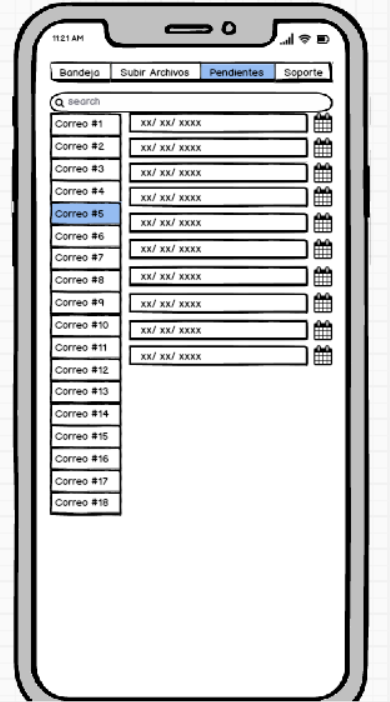 11:21 AM
Bandeja Subir Archivos Pendientes Soporte
search
Correo #1 xx/ xx/ xxxx
Correo #2 xx/ xx/ xxxx
Correo #3 xx/ xx/ xxxx
Correo #4 xx/ xx/ xxxx
Correo #5 xx/ xx/ xxxx
Correo #6 xx/ xx/ xxxx
Correo #7 xx/ xx/ xxxx
Correo #8 xx/ xx/ xxxx
Correo #9 xx/ xx/ xxxx
Correo #10 xx/ xx/ xxxx
Correo #11
Correo #12
Correo #13
Correo #14
Correo #15
Correo #16
Correo #17
Correo #18